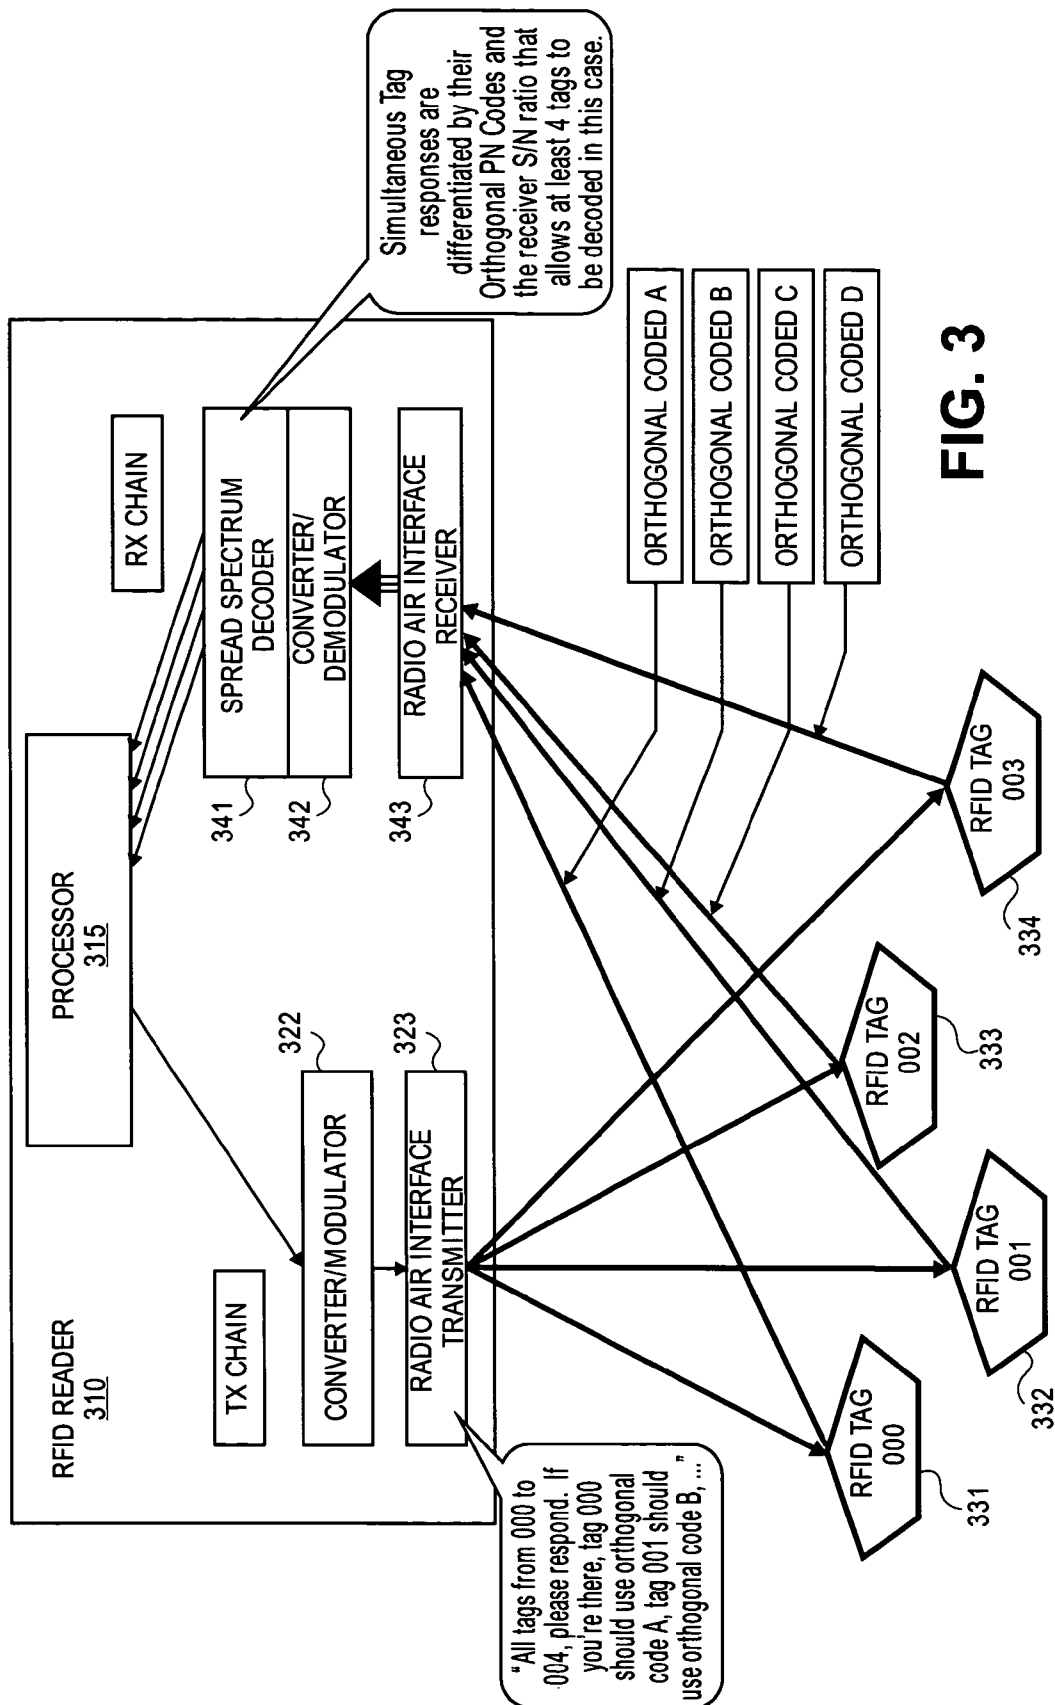 RFID READER
310
PROCESSOR
315
TX CHAIN
RX CHAIN
CONVERTER/MODULATOR
322
RADIO AIR INTERFACE
TRANSMITTER
323
SPREAD SPECTRUM
DECODER
341
CONVERTER/
DEMODULATOR
342
RADIO AIR INTERFACE
RECEIVER
343
"All tags from 000 to
004, please respond. If
you're there, tag 000
should use orthogonal
code A, tag 001 should
use orthogonal code B, ..."
Simultaneous Tag
responses are
differentiated by their
Orthogonal PN Codes and
the receiver S/N ratio that
allows at least 4 tags to
be decoded in this case.
ORTHOGONAL CODED A
ORTHOGONAL CODED B
ORTHOGONAL CODED C
ORTHOGONAL CODED D
RFID TAG
000
331
RFID TAG
001
332
RFID TAG
002
333
RFID TAG
003
334
FIG. 3